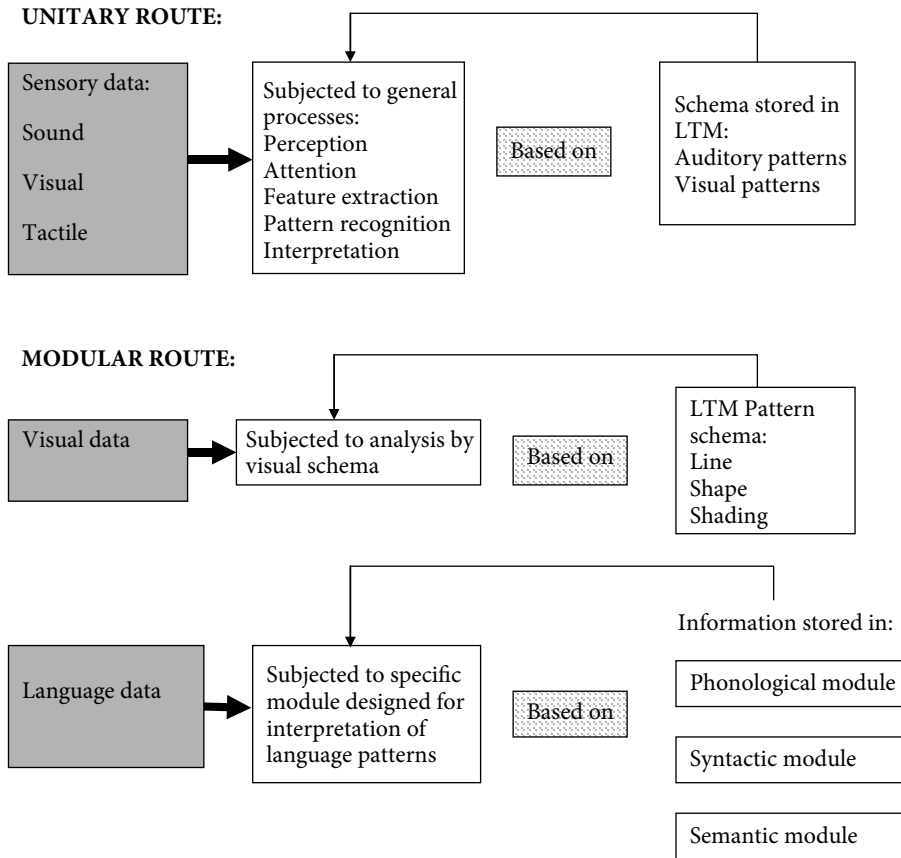 UNITARY ROUTE:
Sensory data:
Sound
Visual
Tactile
Subjected to general
processes:
Perception
Attention
Feature extraction
Pattern recognition
Interpretation
Based on
Schema stored in
LTM:
Auditory patterns
Visual patterns
MODULAR ROUTE:
Visual data
Subjected to analysis by
visual schema
Based on
LTM Pattern
schema:
Line
Shape
Shading
Language data
Subjected to specific
module designed for
interpretation of
language patterns
Based on
Information stored in:
Phonological module
Syntactic module
Semantic module